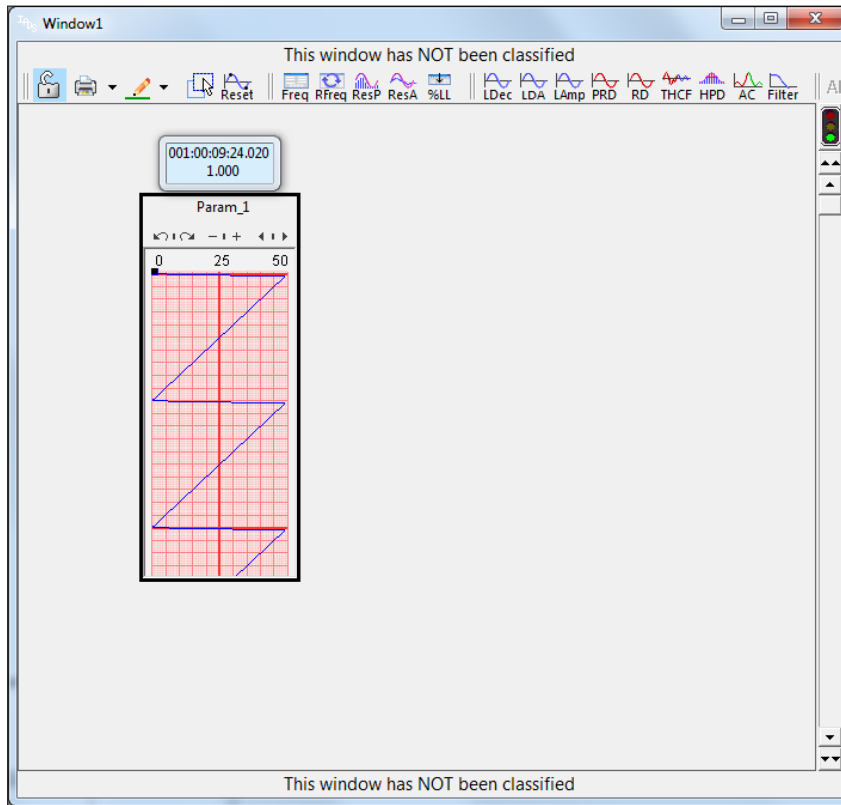 IADS Window1
This window has NOT been classified
Reset Freq RFreq ResP ResA %LL LDec LDA LAmp PRD RD THCF HPD AC Filter
001:00:09:24.020
1.000
Param_1
0 25 50
This window has NOT been classified